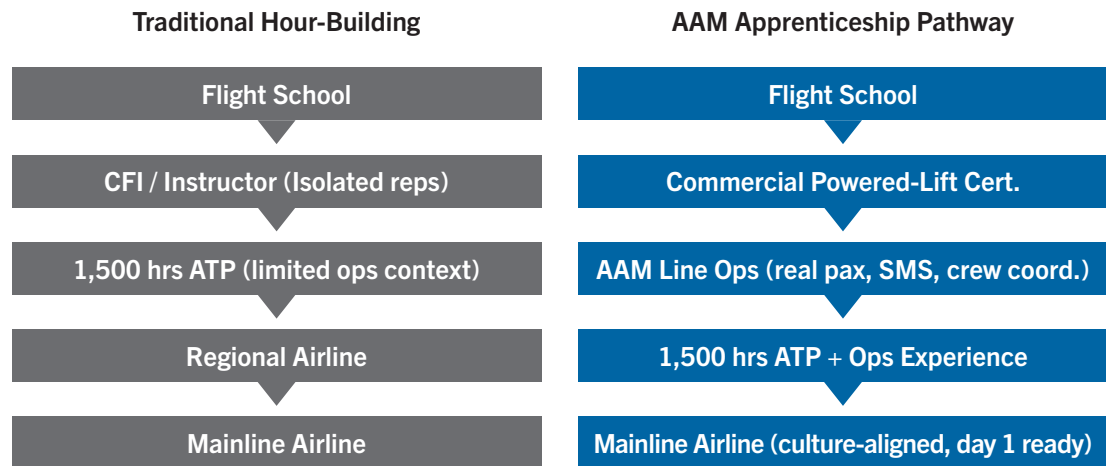 Traditional Hour-Building
Flight School
CFI / Instructor (Isolated reps)
1,500 hrs ATP (limited ops context)
Regional Airline
Mainline Airline
AAM Apprenticeship Pathway
Flight School
Commercial Powered-Lift Cert.
AAM Line Ops (real pax, SMS, crew coord.)
1,500 hrs ATP + Ops Experience
Mainline Airline (culture-aligned, day 1 ready)